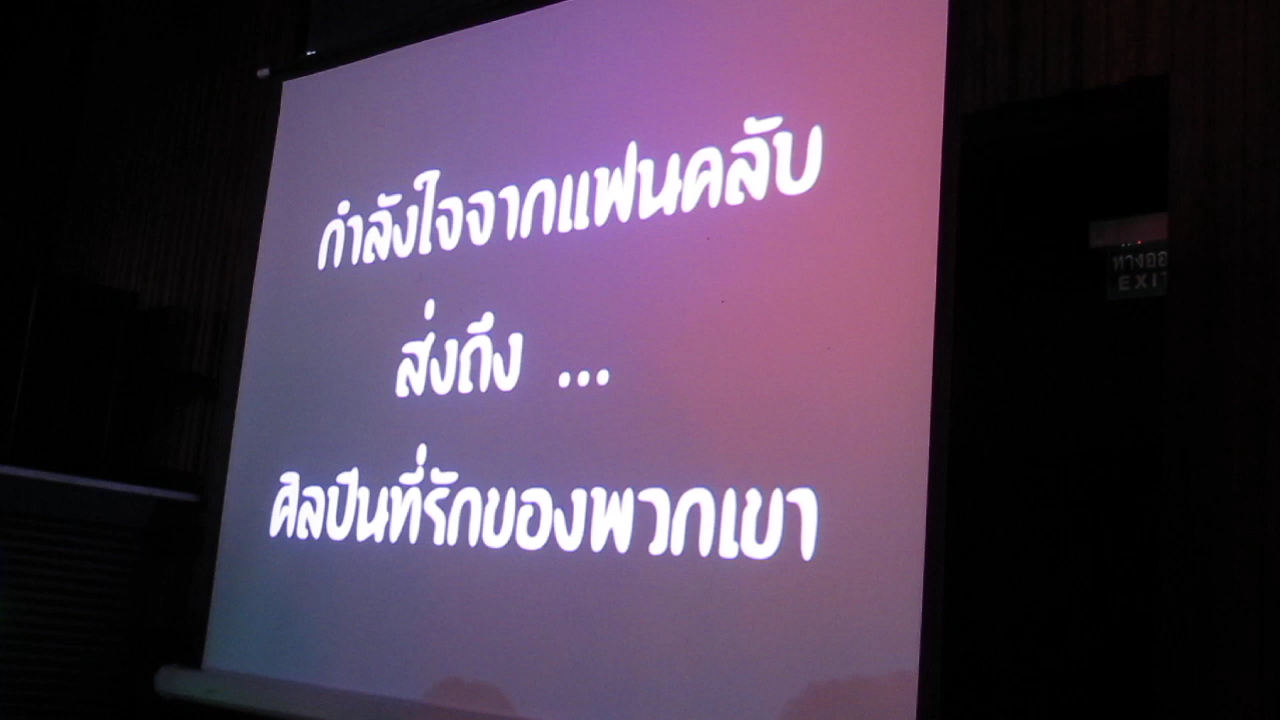 กำลังใจจากแฟนคลับ
ส่งถึง ...
ศิลปินที่รักของพวกเขา